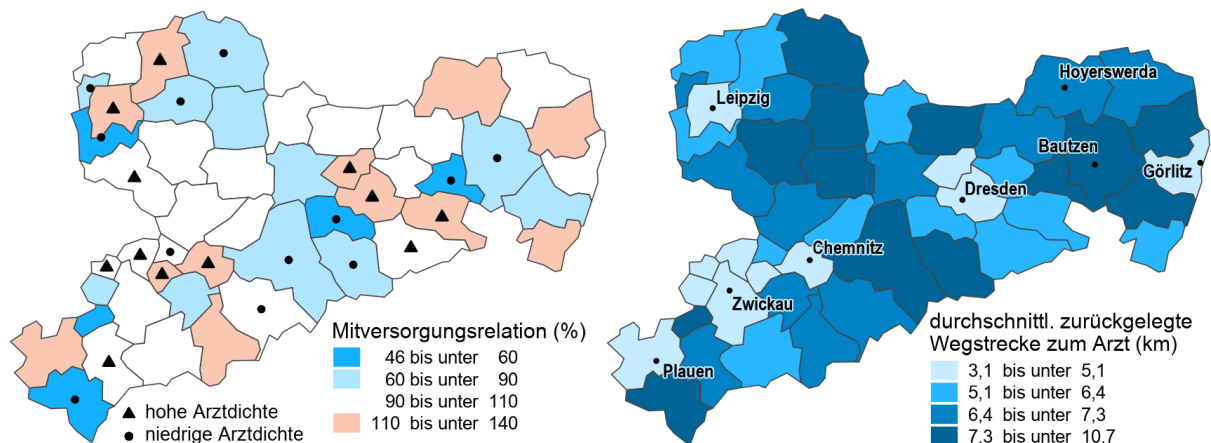 Mitversorgungsrelation (%)
46 bis unter 60
60 bis unter 90
90 bis unter 110
110 bis unter 140
hohe Arztdichte
niedrige Arztdichte
Leipzig
Hoyerswerda
Bautzen
Görlitz
Dresden
Chemnitz
Zwickau
Plauen
durchschnittl. zurückgelegte
Wegstrecke zum Arzt (km)
3,1 bis unter 5,1
5,1 bis unter 6,4
6,4 bis unter 7,3
7,3 bis unter 10,7